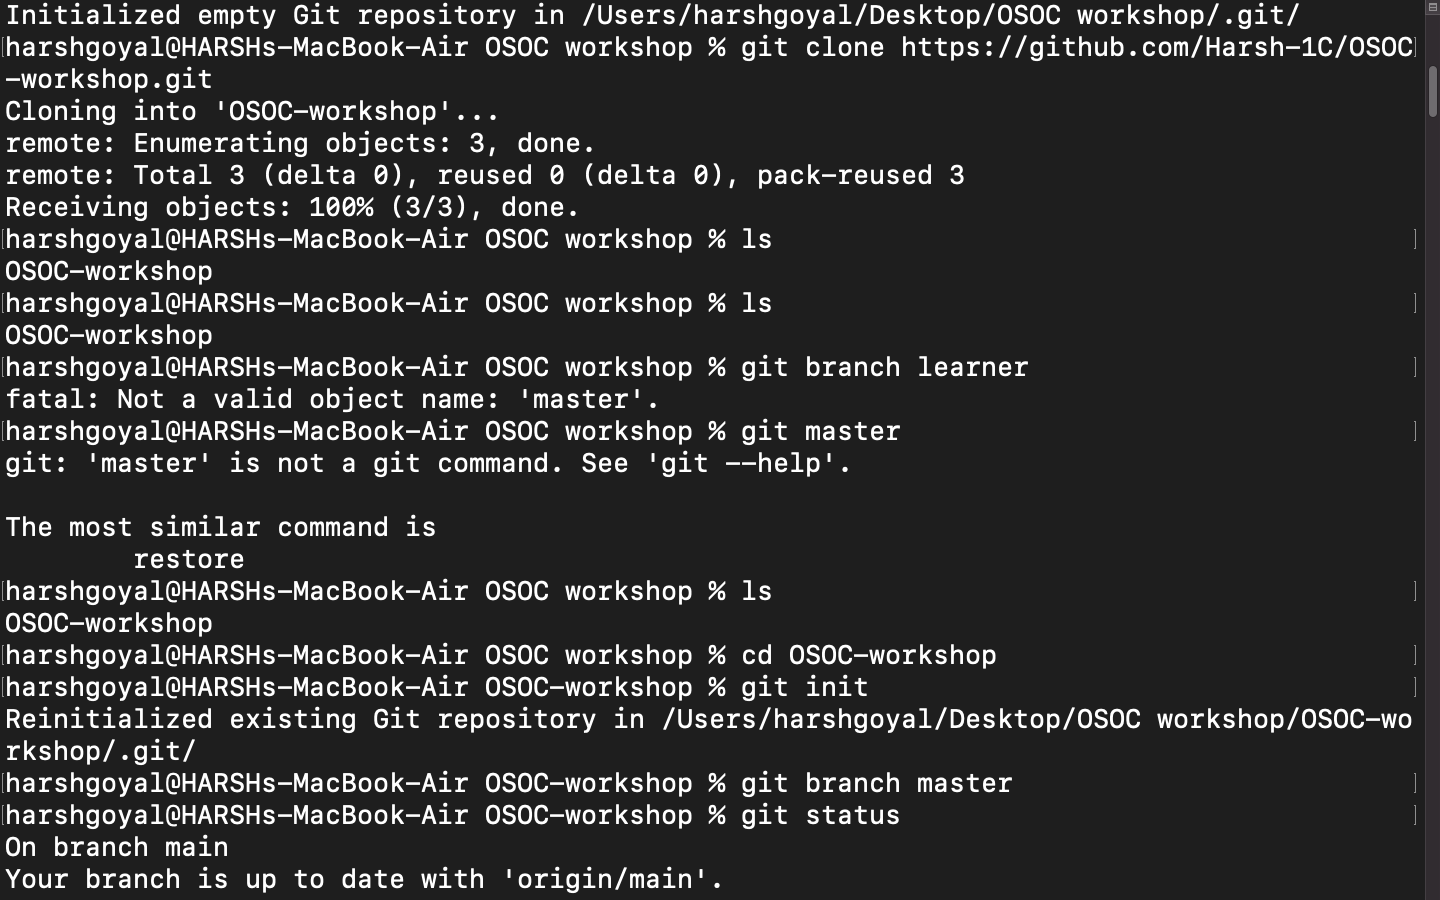 Initialized empty Git repository in /Users/harshgoyal/Desktop/OSOC workshop/.git/
[harshgoyal@HARSHs-MacBook-Air OSOC workshop % git clone https://github.com/Harsh-1C/OSOC]
-workshop.git
Cloning into 'OSOC-workshop'...
remote: Enumerating objects: 3, done.
remote: Total 3 (delta 0), reused 0 (delta 0), pack-reused 3
Receiving objects: 100% (3/3), done.
[harshgoyal@HARSHs-MacBook-Air OSOC workshop % ls ]
OSOC-workshop
[harshgoyal@HARSHs-MacBook-Air OSOC workshop % ls ]
OSOC-workshop
[harshgoyal@HARSHs-MacBook-Air OSOC workshop % git branch learner ]
fatal: Not a valid object name: 'master'.
[harshgoyal@HARSHs-MacBook-Air OSOC workshop % git master ]
git: 'master' is not a git command. See 'git --help'.

The most similar command is
        restore
[harshgoyal@HARSHs-MacBook-Air OSOC workshop % ls ]
OSOC-workshop
[harshgoyal@HARSHs-MacBook-Air OSOC workshop % cd OSOC-workshop ]
[harshgoyal@HARSHs-MacBook-Air OSOC-workshop % git init ]
Reinitialized existing Git repository in /Users/harshgoyal/Desktop/OSOC workshop/OSOC-wo
rkshop/.git/
[harshgoyal@HARSHs-MacBook-Air OSOC-workshop % git branch master ]
[harshgoyal@HARSHs-MacBook-Air OSOC-workshop % git status ]
On branch main
Your branch is up to date with 'origin/main'.